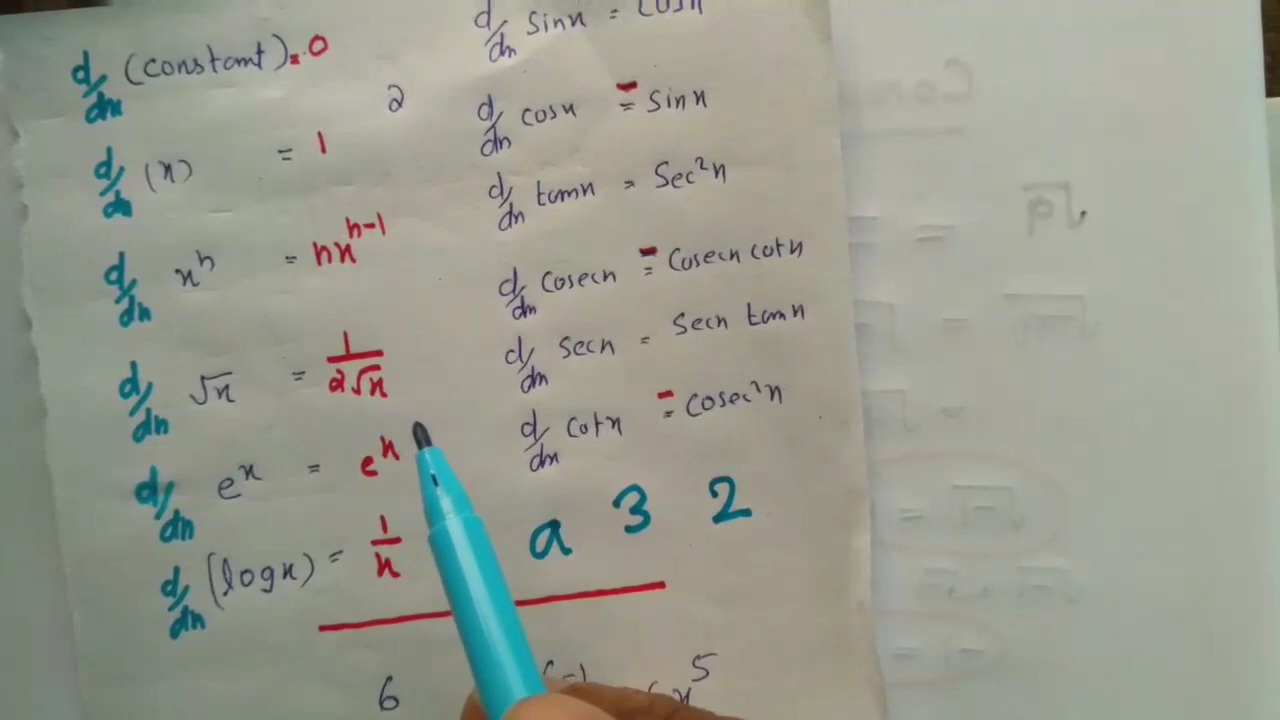 d/dx (constant) = 0
2
d/dx (x) = 1
d/dx xⁿ = nxⁿ⁻¹
d/dx √x = 1/2√x
d/dx eˣ = eˣ
d/dx (logx) = 1/x
d/dx sinx = cosx
d/dx cosx = - sinx
d/dx tanx = Sec²x
d/dx cosecx = - cosecx cotx
d/dx secx = secx tanx
d/dx cotx = - cosec²x
a 3 2
6
x⁵